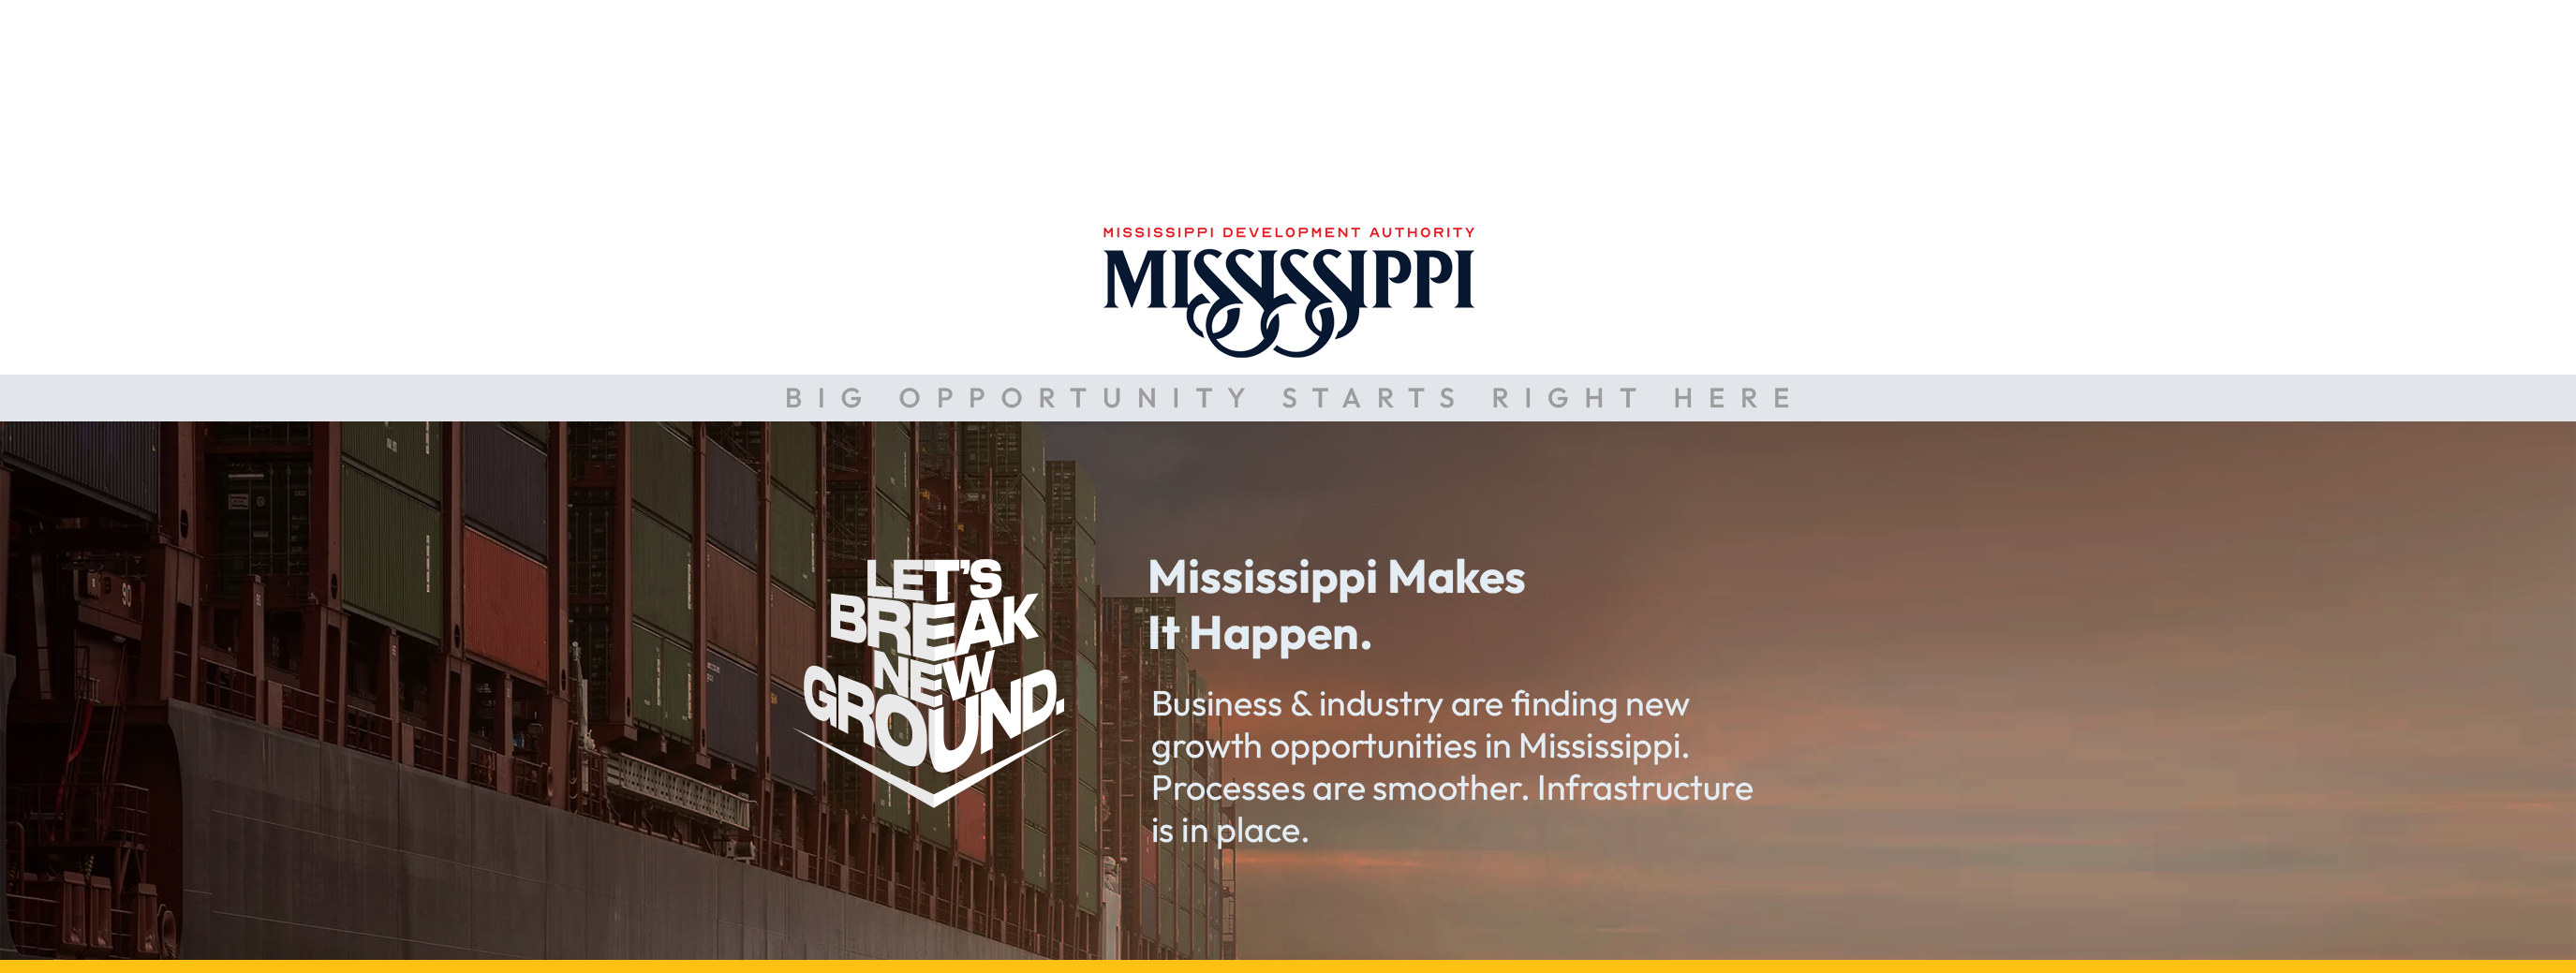 MISSISSIPPI DEVELOPMENT AUTHORITY
MISSISSIPPI
BIG OPPORTUNITY STARTS RIGHT HERE
LET'S
BREAK
NEW
GROUND.
Mississippi Makes
It Happen.
Business & industry are finding new
growth opportunities in Mississippi.
Processes are smoother. Infrastructure
is in place.
90